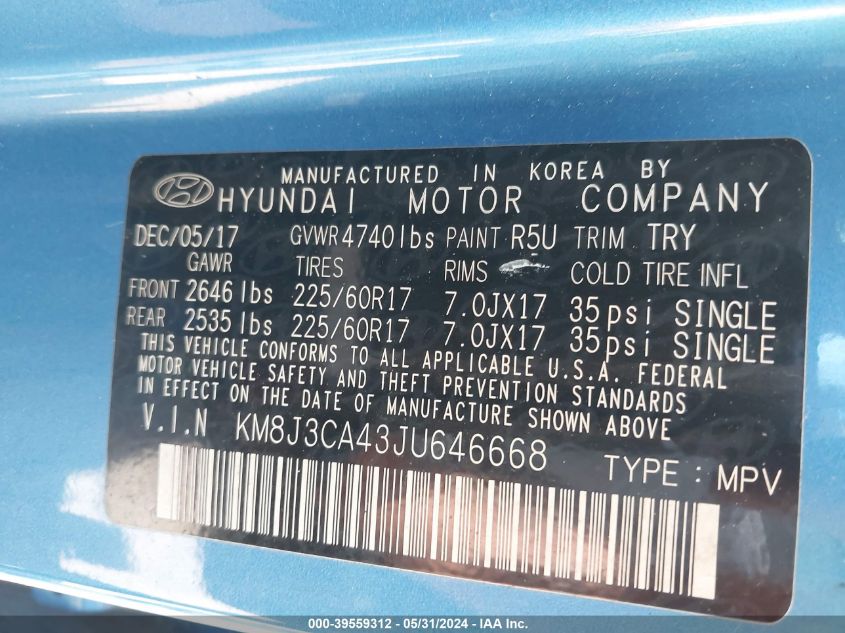 MANUFACTURED IN KOREA BY
HYUNDAI MOTOR COMPANY
DEC/05/17 GVWR 4740lbs PAINT R5U TRIM TRY
GAWR TIRES RIMS COLD TIRE INFL
FRONT 2646 lbs 225/60R17 7.0JX17 35psi SINGLE
REAR 2535 lbs 225/60R17 7.0JX17 35psi SINGLE
THIS VEHICLE CONFORMS TO ALL APPLICABLE U.S.A. FEDERAL
MOTOR VEHICLE SAFETY AND THEFT PREVENTION STANDARDS
IN EFFECT ON THE DATE OF MANUFACTURE SHOWN ABOVE
V.I.N KM8J3CA43JU646668
TYPE : MPV
000-39559312 - 05/31/2024 - IAA Inc.